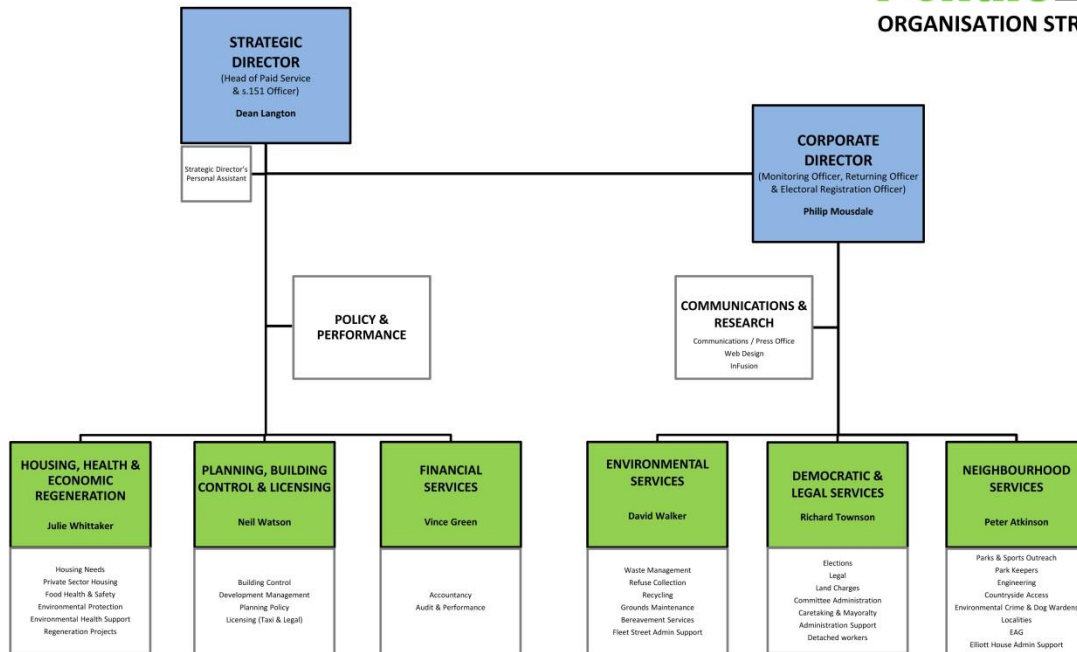 ORGANISATION STR
STRATEGIC
DIRECTOR
(Head of Paid Service
& s.151 Officer)
Dean Langton
Strategic Director's
Personal Assistant
CORPORATE
DIRECTOR
(Monitoring Officer, Returning Officer
& Electoral Registration Officer)
Philip Mousdale
POLICY &
PERFORMANCE
COMMUNICATIONS &
RESEARCH
Communications / Press Office
Web Design
InFusion
HOUSING, HEALTH &
ECONOMIC
REGENERATION
Julie Whittaker
Housing Needs
Private Sector Housing
Food Health & Safety
Environmental Protection
Environmental Health Support
Regeneration Projects
PLANNING, BUILDING
CONTROL & LICENSING
Neil Watson
Building Control
Development Management
Planning Policy
Licensing (Taxi & Legal)
FINANCIAL
SERVICES
Vince Green
Accountancy
Audit & Performance
ENVIRONMENTAL
SERVICES
David Walker
Waste Management
Refuse Collection
Recycling
Grounds Maintenance
Bereavement Services
Fleet Street Admin Support
DEMOCRATIC &
LEGAL SERVICES
Richard Townson
Elections
Legal
Land Charges
Committee Administration
Caretaking & Mayoralty
Administration Support
Detached workers
NEIGHBOURHOOD
SERVICES
Peter Atkinson
Parks & Sports Outreach
Park Keepers
Engineering
Countryside Access
Environmental Crime & Dog Wardens
Localities
EAG
Elliott House Admin Support